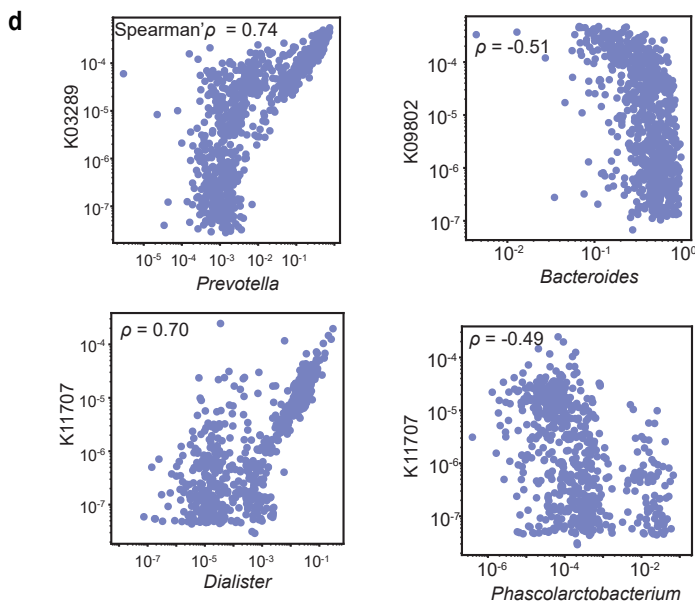 d
Spearman'ρ = 0.74
10⁻⁴
10⁻⁵
10⁻⁶
10⁻⁷
K03289
10⁻⁵ 10⁻⁴ 10⁻³ 10⁻² 10⁻¹
Prevotella
ρ = -0.51
10⁻⁴
10⁻⁵
10⁻⁶
10⁻⁷
K09802
10⁻² 10⁻¹ 10⁰
Bacteroides
ρ = 0.70
10⁻⁴
10⁻⁵
10⁻⁶
10⁻⁷
K11707
10⁻⁷ 10⁻⁵ 10⁻³ 10⁻¹
Dialister
ρ = -0.49
10⁻⁴
10⁻⁵
10⁻⁶
10⁻⁷
K11707
10⁻⁶ 10⁻⁴ 10⁻²
Phascolarctobacterium